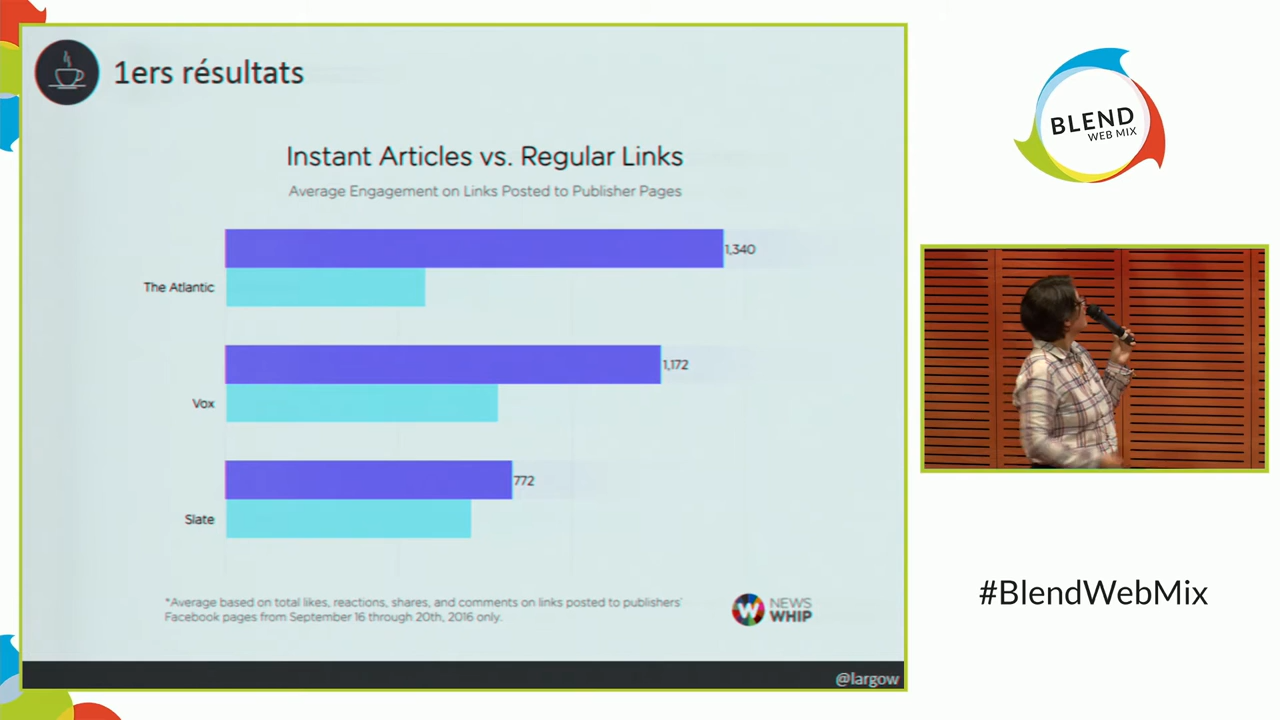 1ers résultats
Instant Articles vs. Regular Links
Average Engagement on Links Posted to Publisher Pages
1,340
The Atlantic
1,172
Vox
772
Slate
*Average based on total likes, reactions, shares, and comments on links posted to publishers'
Facebook pages from September 16 through 20th, 2016 only.
W NEWS
WHIP
@largow
BLEND
WEB MIX
#BlendWebMix